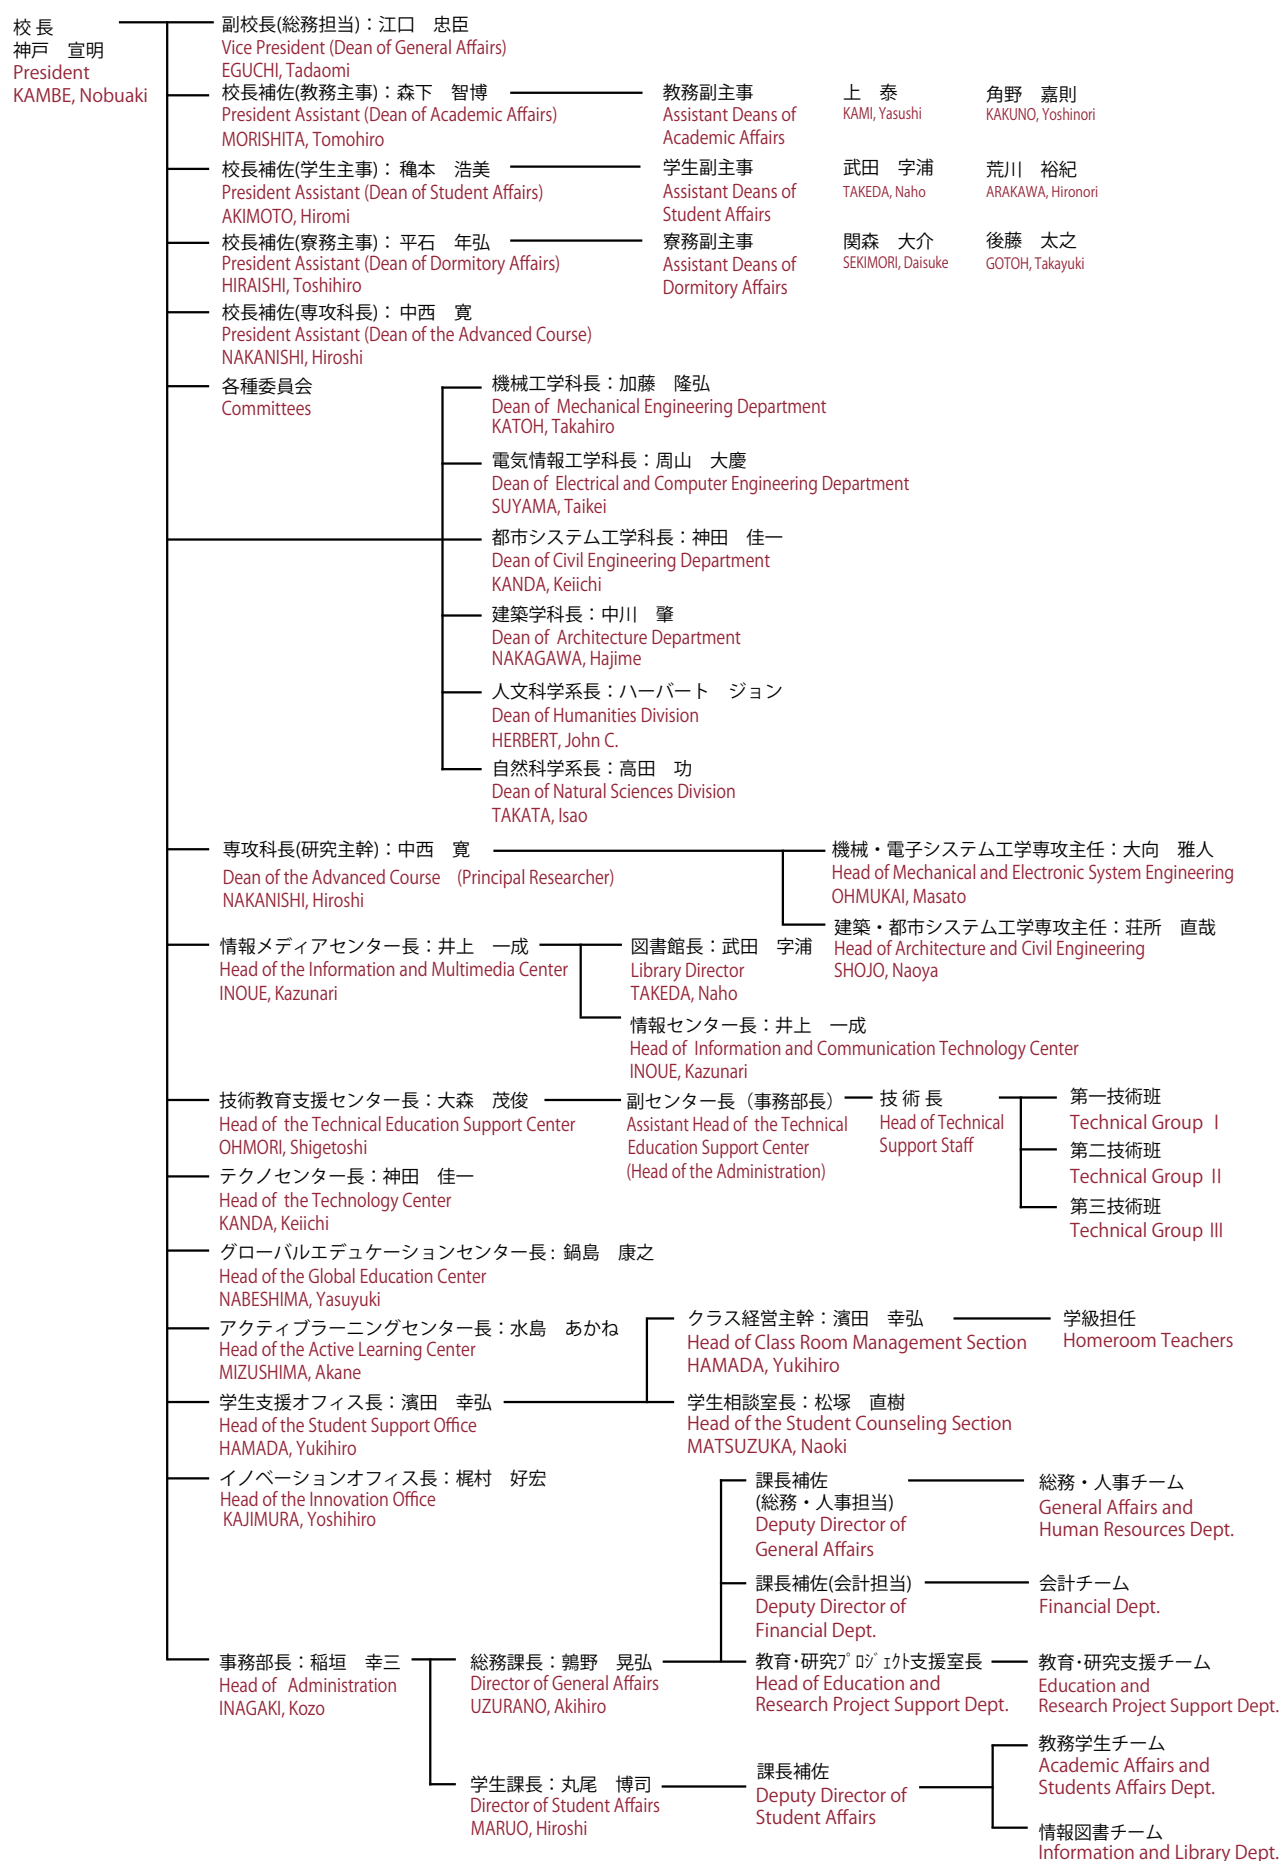 校 長
神戸　宣明
President
KAMBE, Nobuaki
副校長(総務担当)：江口　忠臣
Vice President (Dean of General Affairs)
EGUCHI, Tadaomi
校長補佐(教務主事)：森下　智博
President Assistant (Dean of Academic Affairs)
MORISHITA, Tomohiro
教務副主事
Assistant Deans of
Academic Affairs
上　泰
KAMI, Yasushi
角野　嘉則
KAKUNO, Yoshinori
校長補佐(学生主事)： 穐本　浩美
President Assistant (Dean of Student Affairs)
AKIMOTO, Hiromi
学生副主事
Assistant Deans of
Student Affairs
武田　字浦
TAKEDA, Naho
荒川　裕紀
ARAKAWA, Hironori
校長補佐(寮務主事)： 平石　年弘
President Assistant (Dean of Dormitory Affairs)
HIRAISHI, Toshihiro
寮務副主事
Assistant Deans of
Dormitory Affairs
関森　大介
SEKIMORI, Daisuke
後藤　太之
GOTOH, Takayuki
校長補佐(専攻科長)： 中西　寛
President Assistant (Dean of the Advanced Course)
NAKANISHI, Hiroshi
各種委員会
Committees
機械工学科長：加藤　隆弘
Dean of Mechanical Engineering Department
KATOH, Takahiro
電気情報工学科長：周山　大慶
Dean of Electrical and Computer Engineering Department
SUYAMA, Taikei
都市システム工学科長：神田　佳一
Dean of Civil Engineering Department
KANDA, Keiichi
建築学科長：中川　肇
Dean of Architecture Department
NAKAGAWA, Hajime
人文科学系長：ハーバート　ジョン
Dean of Humanities Division
HERBERT, John C.
自然科学系長：高田　功
Dean of Natural Sciences Division
TAKATA, Isao
専攻科長(研究主幹)：中西　寛
Dean of the Advanced Course (Principal Researcher)
NAKANISHI, Hiroshi
機械・電子システム工学専攻主任：大向　雅人
Head of Mechanical and Electronic System Engineering
OHMUKAI, Masato
建築・都市システム工学専攻主任：荘所　直哉
Head of Architecture and Civil Engineering
SHOJO, Naoya
情報メディアセンター長：井上　一成
Head of the Information and Multimedia Center
INOUE, Kazunari
図書館長：武田　字浦
Library Director
TAKEDA, Naho
情報センター長：井上　一成
Head of Information and Communication Technology Center
INOUE, Kazunari
技術教育支援センター長：大森　茂俊
Head of the Technical Education Support Center
OHMORI, Shigetoshi
副センター長（事務部長）
Assistant Head of the Technical
Education Support Center
(Head of the Administration)
技 術 長
Head of Technical
Support Staff
第一技術班
Technical Group Ⅰ
第二技術班
Technical Group Ⅱ
第三技術班
Technical Group Ⅲ
テクノセンター長：神田　佳一
Head of the Technology Center
KANDA, Keiichi
グローバルエデュケーションセンター長： 鍋島　康之
Head of the Global Education Center
NABESHIMA, Yasuyuki
アクティブラーニングセンター長：水島　あかね
Head of the Active Learning Center
MIZUSHIMA, Akane
学生支援オフィス長：濱田　幸弘
Head of the Student Support Office
HAMADA, Yukihiro
クラス経営主幹：濱田　幸弘
Head of Class Room Management Section
HAMADA, Yukihiro
学級担任
Homeroom Teachers
学生相談室長：松塚　直樹
Head of the Student Counseling Section
MATSUZUKA, Naoki
イノベーションオフィス長：梶村　好宏
Head of the Innovation Office
KAJIMURA, Yoshihiro
事務部長：稲垣　幸三
Head of Administration
INAGAKI, Kozo
総務課長：鶉野　晃弘
Director of General Affairs
UZURANO, Akihiro
課長補佐
(総務・人事担当)
Deputy Director of
General Affairs
総務・人事チーム
General Affairs and
Human Resources Dept.
課長補佐(会計担当)
Deputy Director of
Financial Dept.
会計チーム
Financial Dept.
教育･研究ﾌﾟﾛｼﾞｪｸﾄ支援室長
Head of Education and
Research Project Support Dept.
教育･研究支援チーム
Education and
Research Project Support Dept.
学生課長：丸尾　博司
Director of Student Affairs
MARUO, Hiroshi
課長補佐
Deputy Director of
Student Affairs
教務学生チーム
Academic Affairs and
Students Affairs Dept.
情報図書チーム
Information and Library Dept.